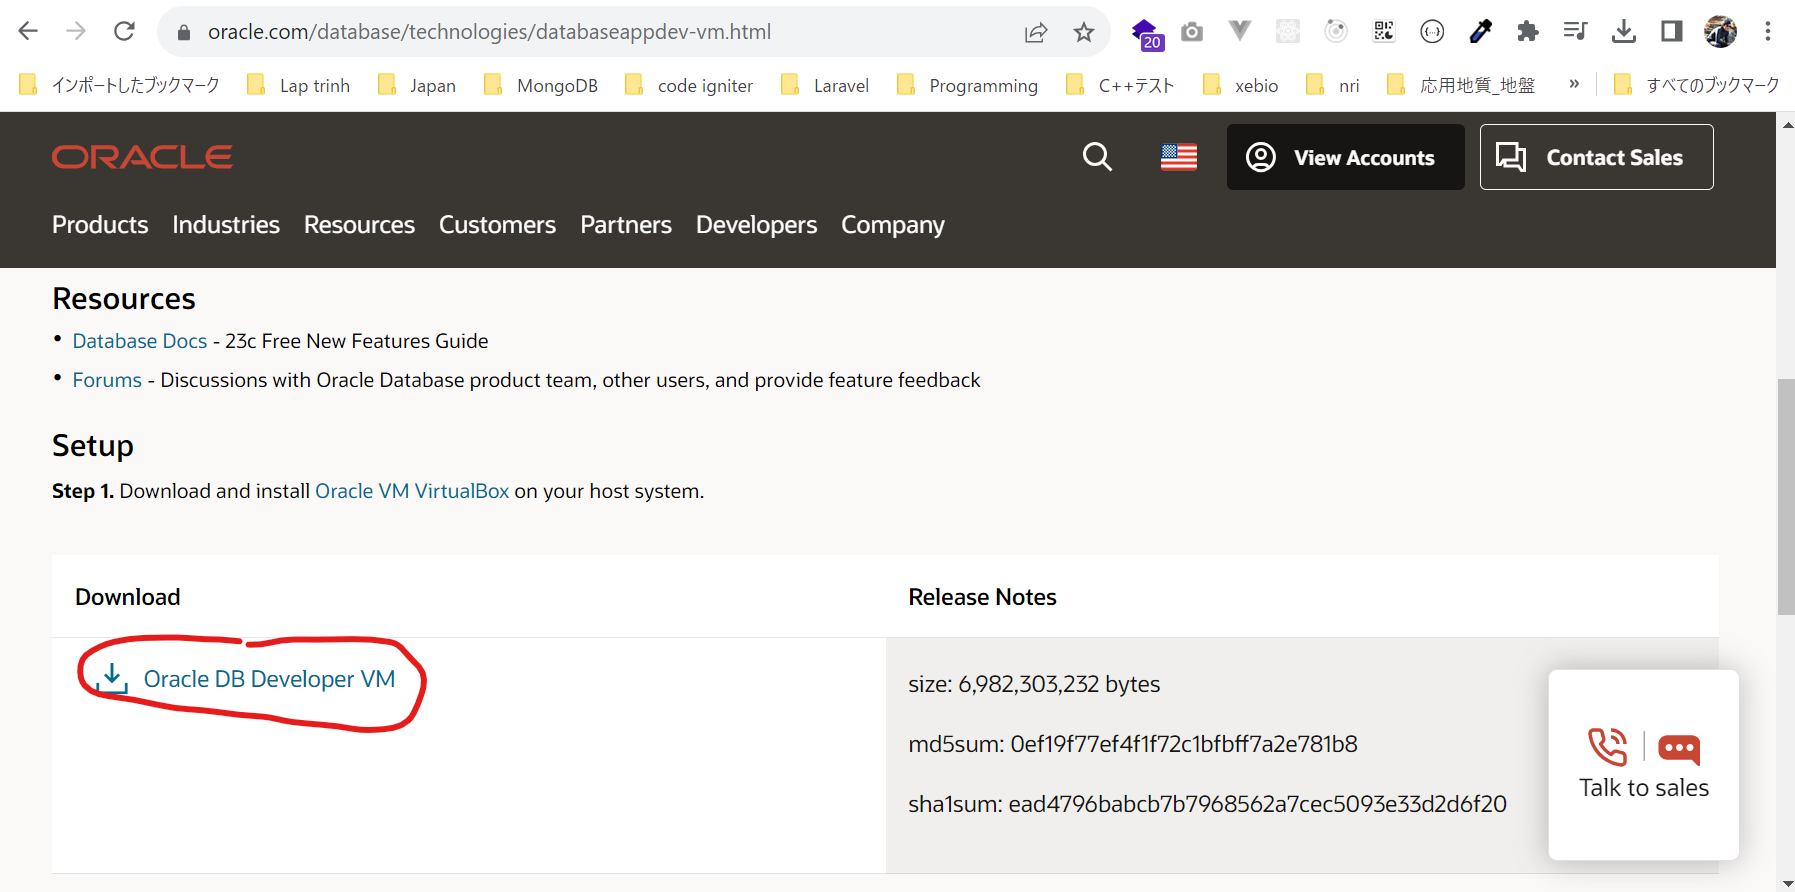 oracle.com/database/technologies/databaseappdev-vm.html
20
インポートしたブックマーク Lap trinh Japan MongoDB code igniter Laravel Programming C++テスト xebio nri 応用地質_地盤 » すべてのブックマーク
ORACLE
View Accounts
Contact Sales
Products Industries Resources Customers Partners Developers Company
Resources
• Database Docs - 23c Free New Features Guide
• Forums - Discussions with Oracle Database product team, other users, and provide feature feedback
Setup
Step 1. Download and install Oracle VM VirtualBox on your host system.
Download Release Notes
Oracle DB Developer VM
size: 6,982,303,232 bytes
md5sum: 0ef19f77ef4f1f72c1bfbff7a2e781b8
sha1sum: ead4796babcb7b7968562a7cec5093e33d2d6f20
Talk to sales